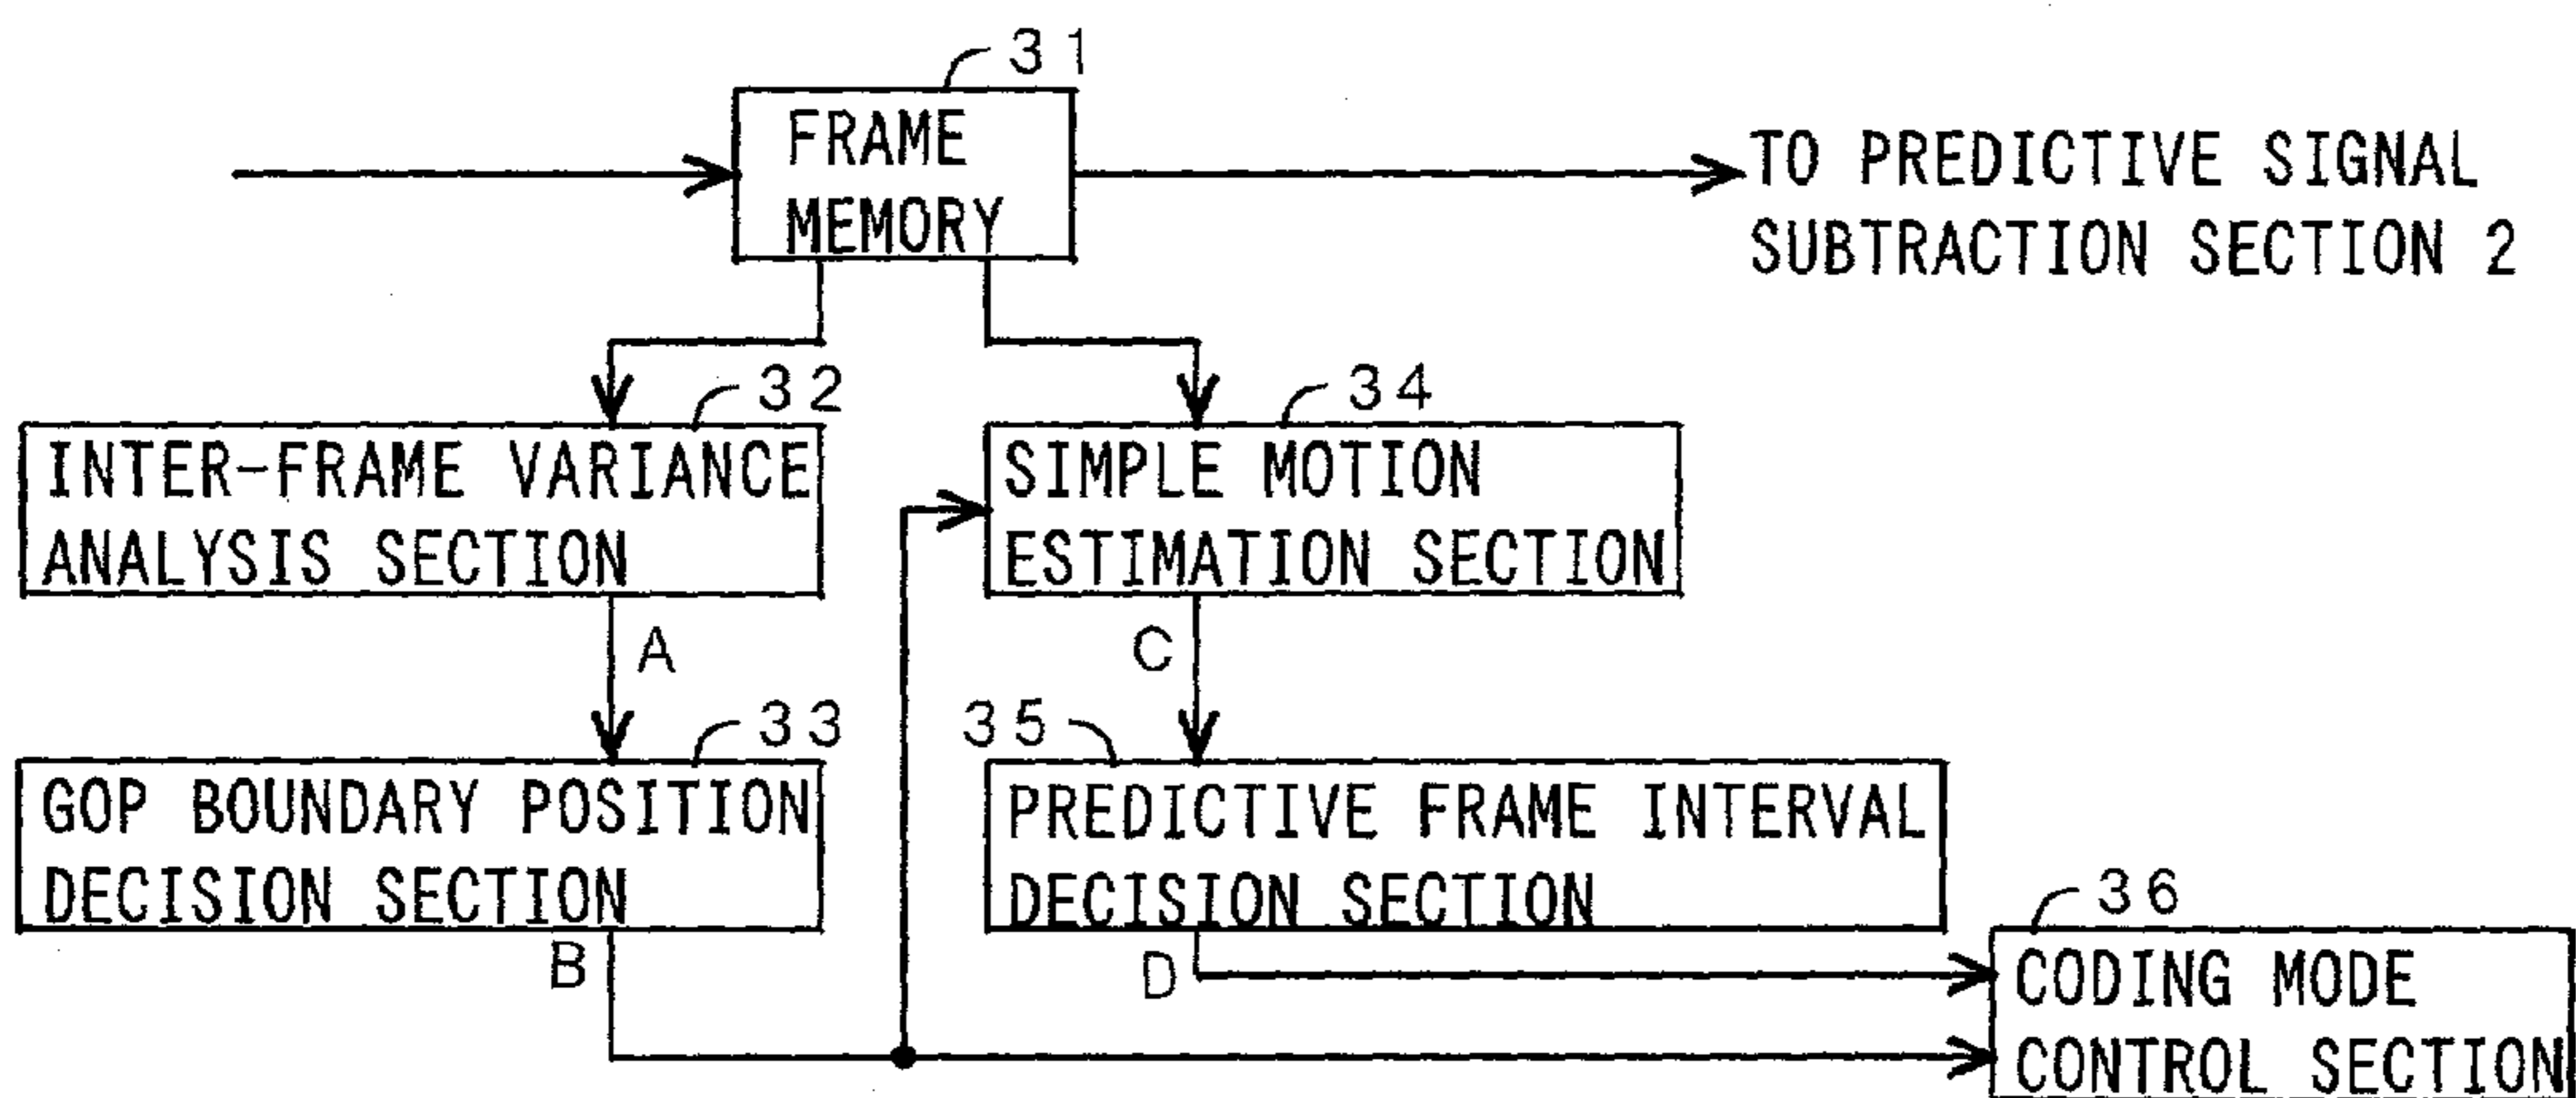 31
FRAME
MEMORY
TO PREDICTIVE SIGNAL
SUBTRACTION SECTION 2
32
INTER-FRAME VARIANCE
ANALYSIS SECTION
34
SIMPLE MOTION
ESTIMATION SECTION
A
C
33
GOP BOUNDARY POSITION
DECISION SECTION
35
PREDICTIVE FRAME INTERVAL
DECISION SECTION
B
D
36
CODING MODE
CONTROL SECTION